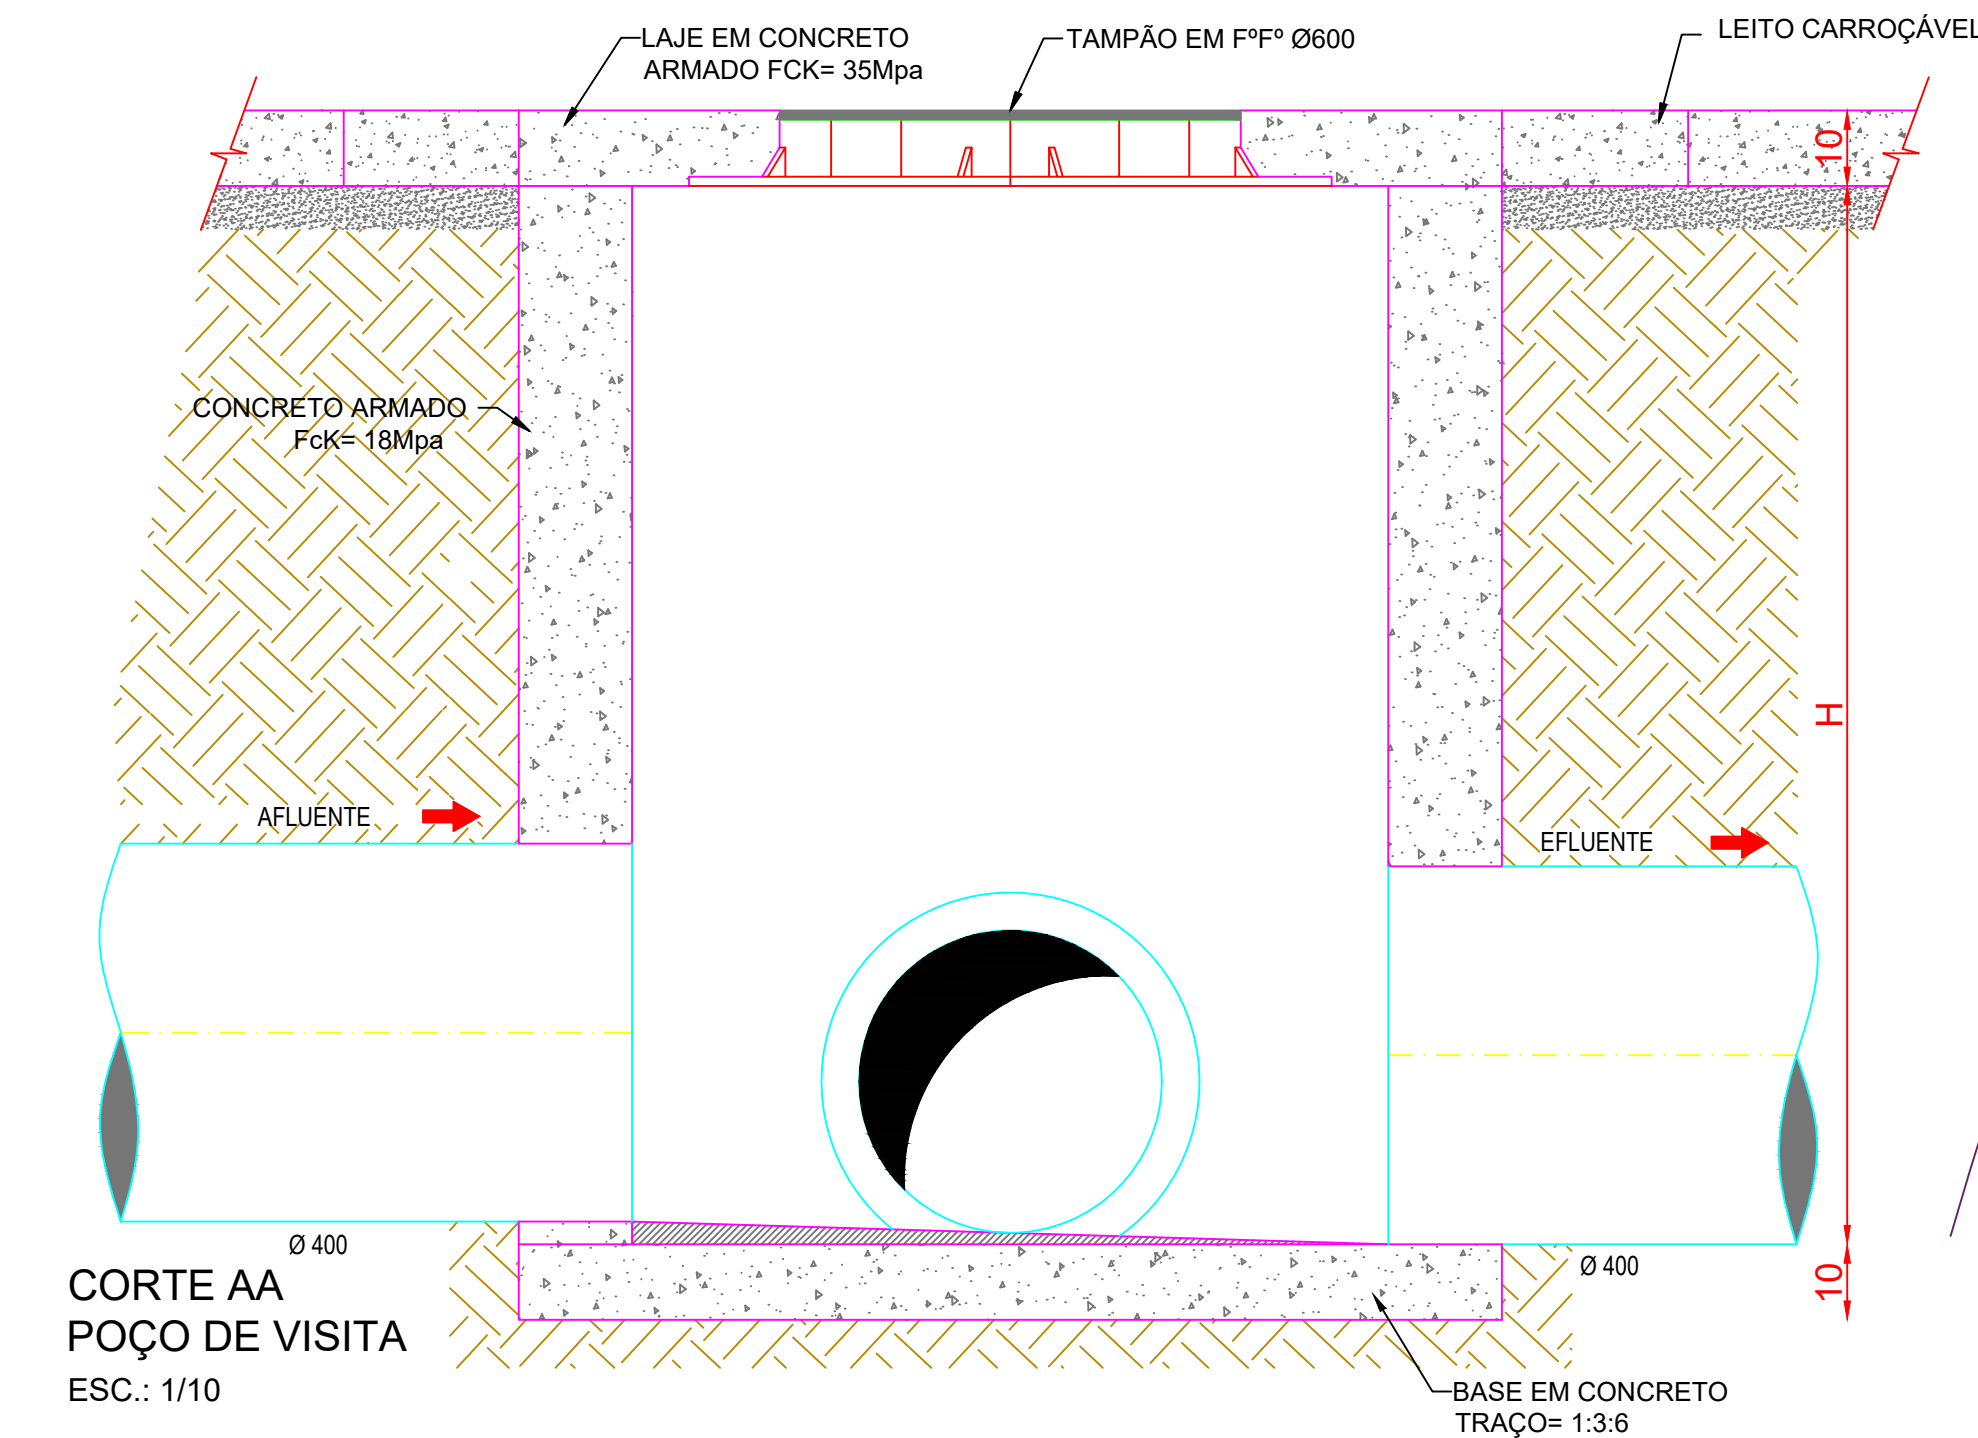 LAJE EM CONCRETO
ARMADO FCK= 35Mpa
TAMPÃO EM FºFº Ø600
LEITO CARROÇÁVEL
10
CONCRETO ARMADO
FcK= 18Mpa
H
AFLUENTE
EFLUENTE
Ø 400
Ø 400
10
CORTE AA
POÇO DE VISITA
ESC.: 1/10
BASE EM CONCRETO
TRAÇO= 1:3:6